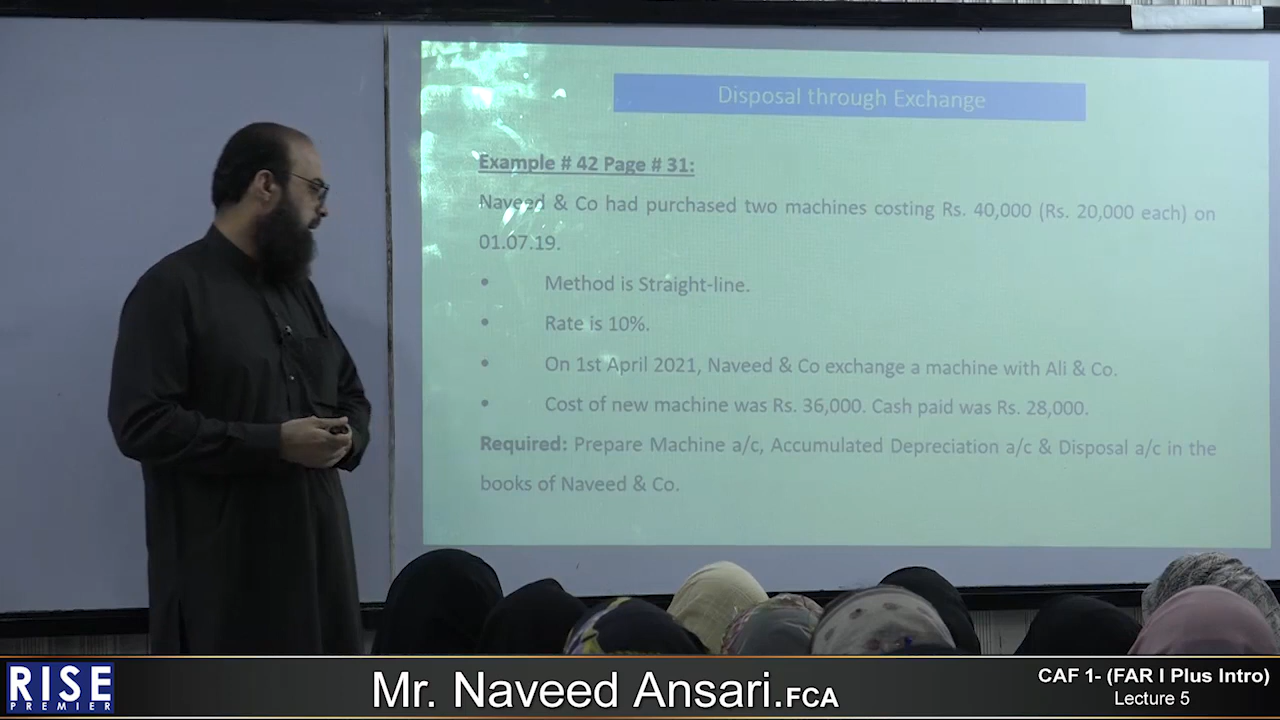 Disposal through Exchange
Example # 42 Page # 31:
Naveed & Co had purchased two machines costing Rs. 40,000 (Rs. 20,000 each) on
01.07.19.
• Method is Straight-line.
• Rate is 10%.
• On 1st April 2021, Naveed & Co exchange a machine with Ali & Co.
• Cost of new machine was Rs. 36,000. Cash paid was Rs. 28,000.
Required: Prepare Machine a/c, Accumulated Depreciation a/c & Disposal a/c in the
books of Naveed & Co.
RISE
PREMIER
Mr. Naveed Ansari.FCA
CAF 1- (FAR I Plus Intro)
Lecture 5